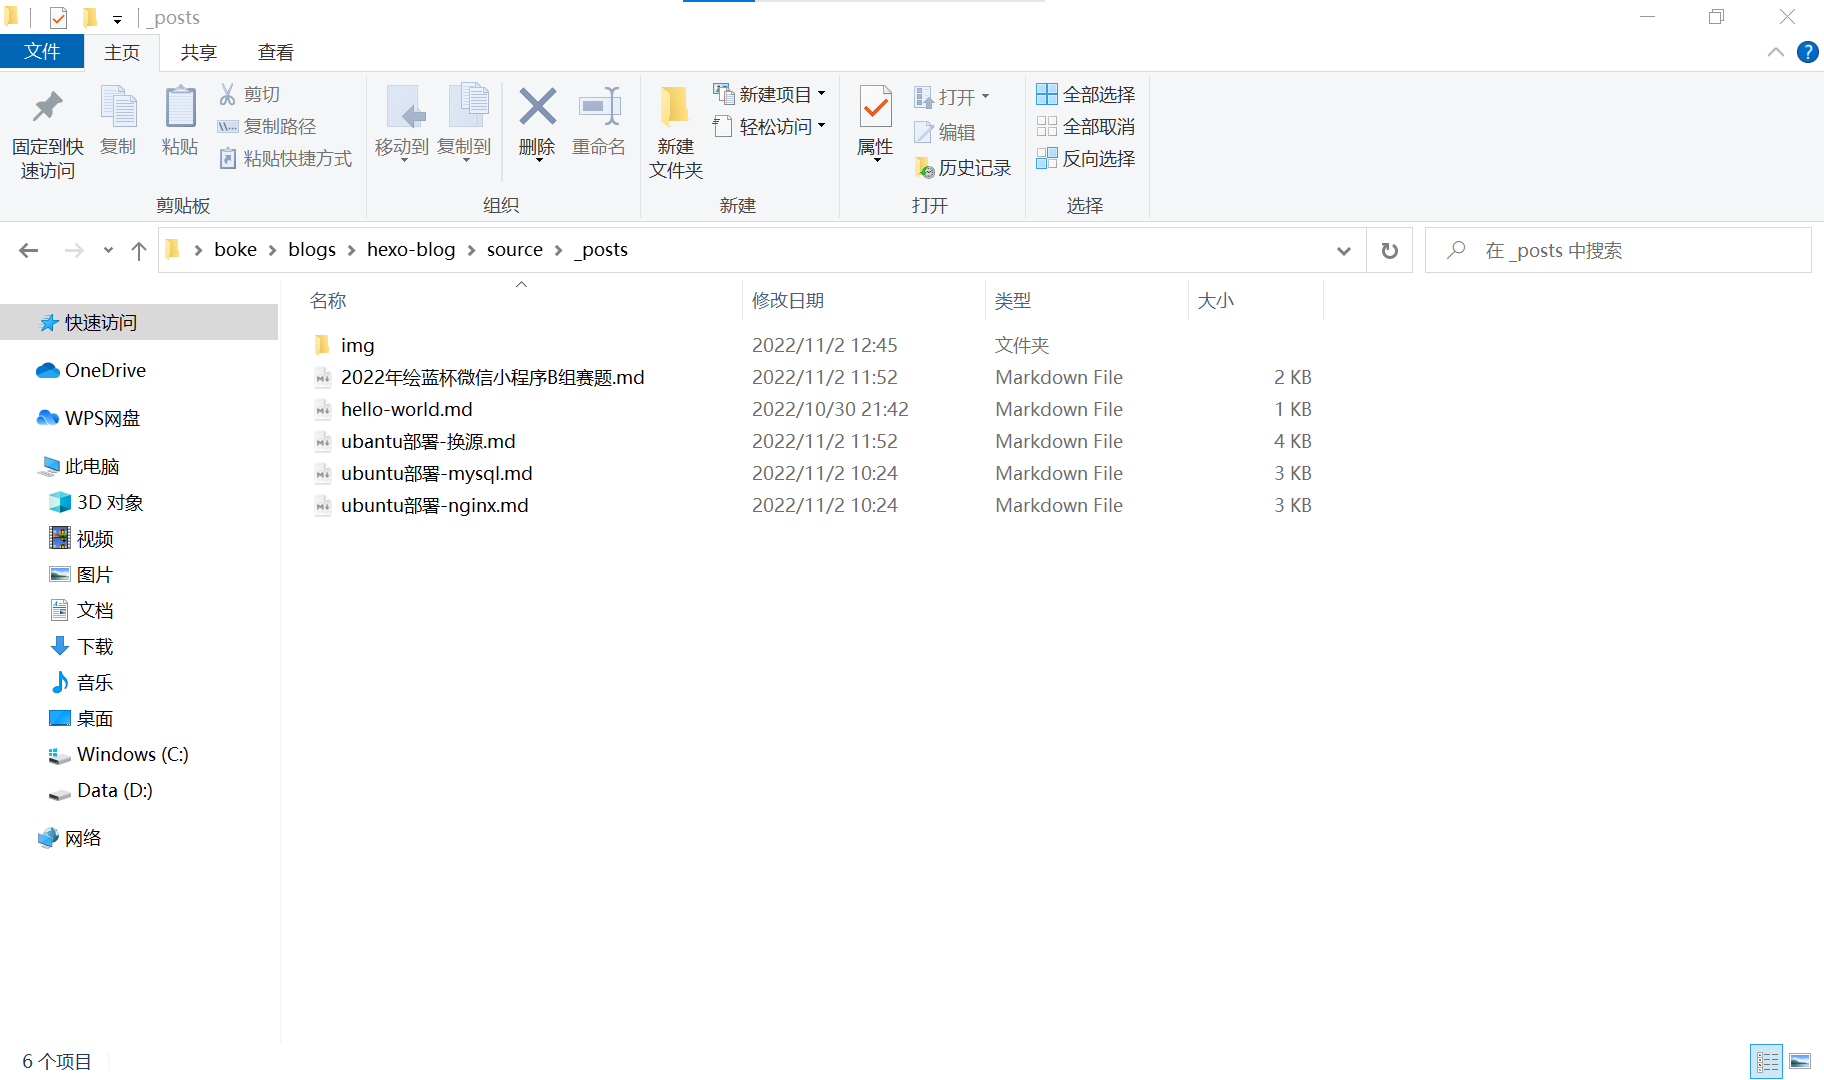 _posts
文件 主页 共享 查看
固定到快速访问
复制
粘贴
剪切
复制路径
粘贴快捷方式
剪贴板
移动到
复制到
删除
重命名
组织
新建文件夹
新建项目
轻松访问
新建
属性
打开
编辑
历史记录
打开
全部选择
全部取消
反向选择
选择
boke blogs hexo-blog source _posts
在 _posts 中搜索
快速访问
OneDrive
WPS网盘
此电脑
3D 对象
视频
图片
文档
下载
音乐
桌面
Windows (C:)
Data (D:)
网络
名称 修改日期 类型 大小
img 2022/11/2 12:45 文件夹
2022年绘蓝杯微信小程序B组赛题.md 2022/11/2 11:52 Markdown File 2 KB
hello-world.md 2022/10/30 21:42 Markdown File 1 KB
ubantu部署-换源.md 2022/11/2 11:52 Markdown File 4 KB
ubuntu部署-mysql.md 2022/11/2 10:24 Markdown File 3 KB
ubuntu部署-nginx.md 2022/11/2 10:24 Markdown File 3 KB
6 个项目